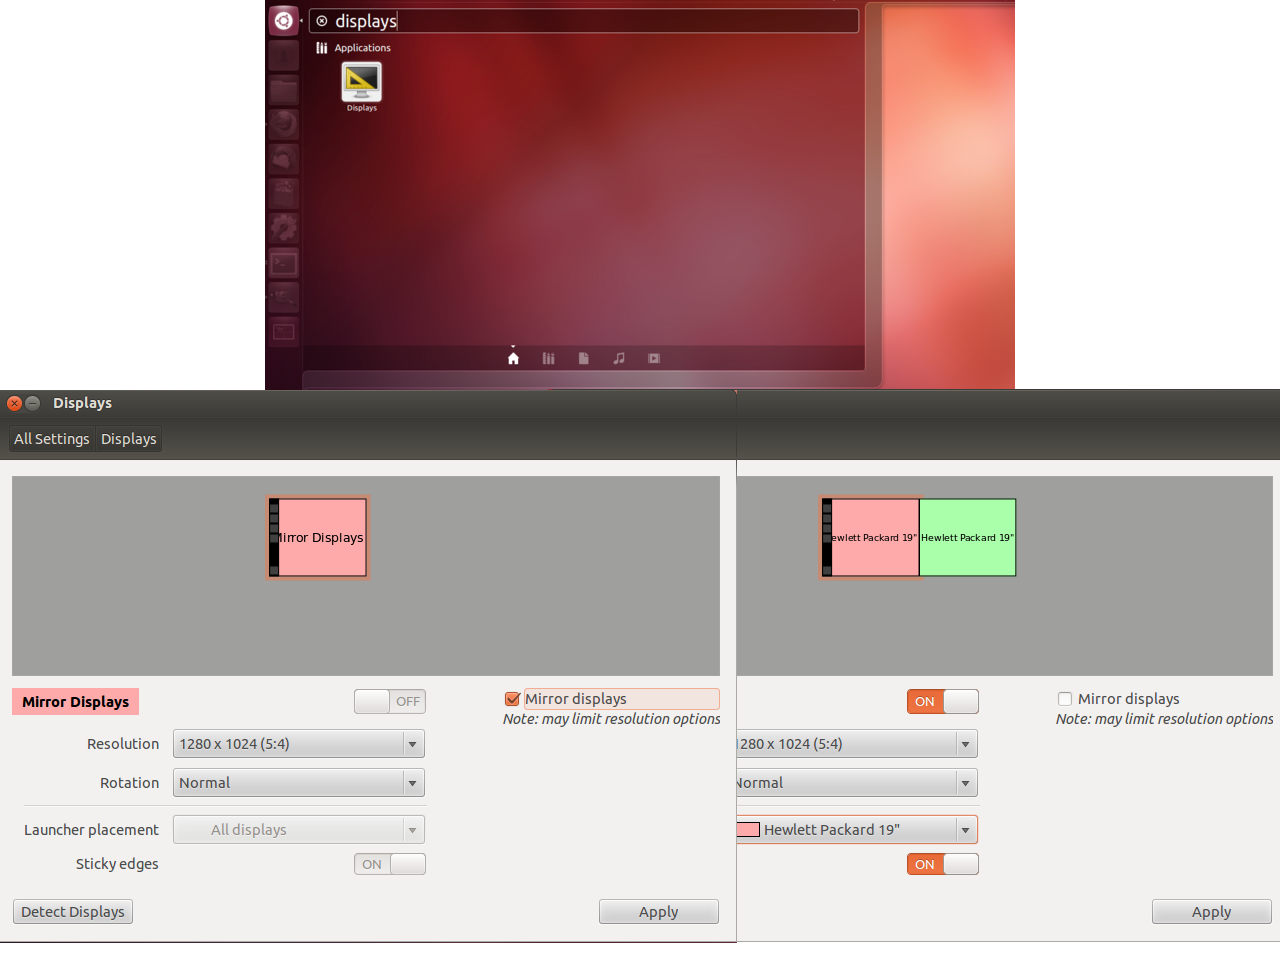 displays
Applications
Displays
Displays
All Settings Displays
Mirror Displays
ewlett Packard 19"
Hewlett Packard 19"
Mirror Displays
OFF
Mirror displays
Note: may limit resolution options
Resolution
1280 x 1024 (5:4)
Rotation
Normal
Launcher placement
All displays
Sticky edges
ON
Detect Displays
Apply
ON
Mirror displays
Note: may limit resolution options
1280 x 1024 (5:4)
Normal
Hewlett Packard 19"
ON
Apply